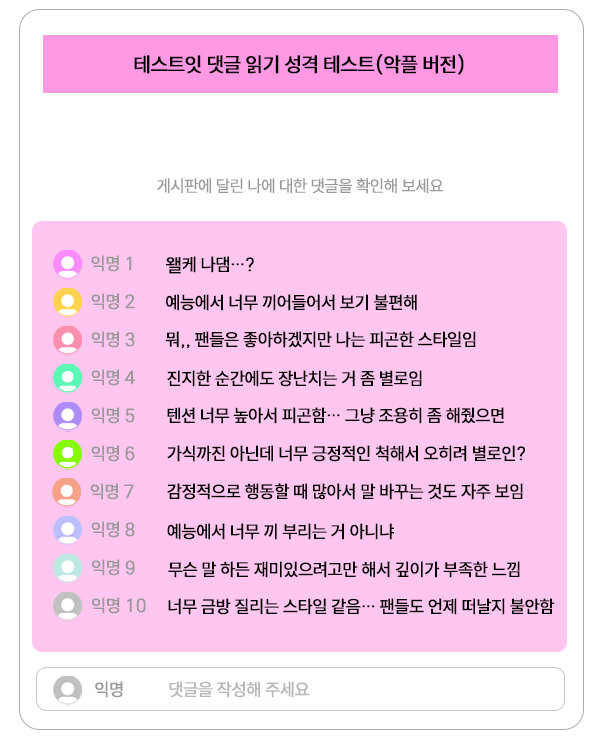 테스트잇 댓글 읽기 성격 테스트(악플 버전)
게시판에 달린 나에 대한 댓글을 확인해 보세요
익명 1 왤케 나댐…?
익명 2 예능에서 너무 끼어들어서 보기 불편해
익명 3 뭐,, 팬들은 좋아하겠지만 나는 피곤한 스타일임
익명 4 진지한 순간에도 장난치는 거 좀 별로임
익명 5 텐션 너무 높아서 피곤함… 그냥 조용히 좀 해줬으면
익명 6 가식까진 아닌데 너무 긍정적인 척해서 오히려 별로인?
익명 7 감정적으로 행동할 때 많아서 말 바꾸는 것도 자주 보임
익명 8 예능에서 너무 끼 부리는 거 아니냐
익명 9 무슨 말 하든 재미있으려고만 해서 깊이가 부족한 느낌
익명 10 너무 금방 질리는 스타일 같음… 팬들도 언제 떠날지 불안함
익명 댓글을 작성해 주세요